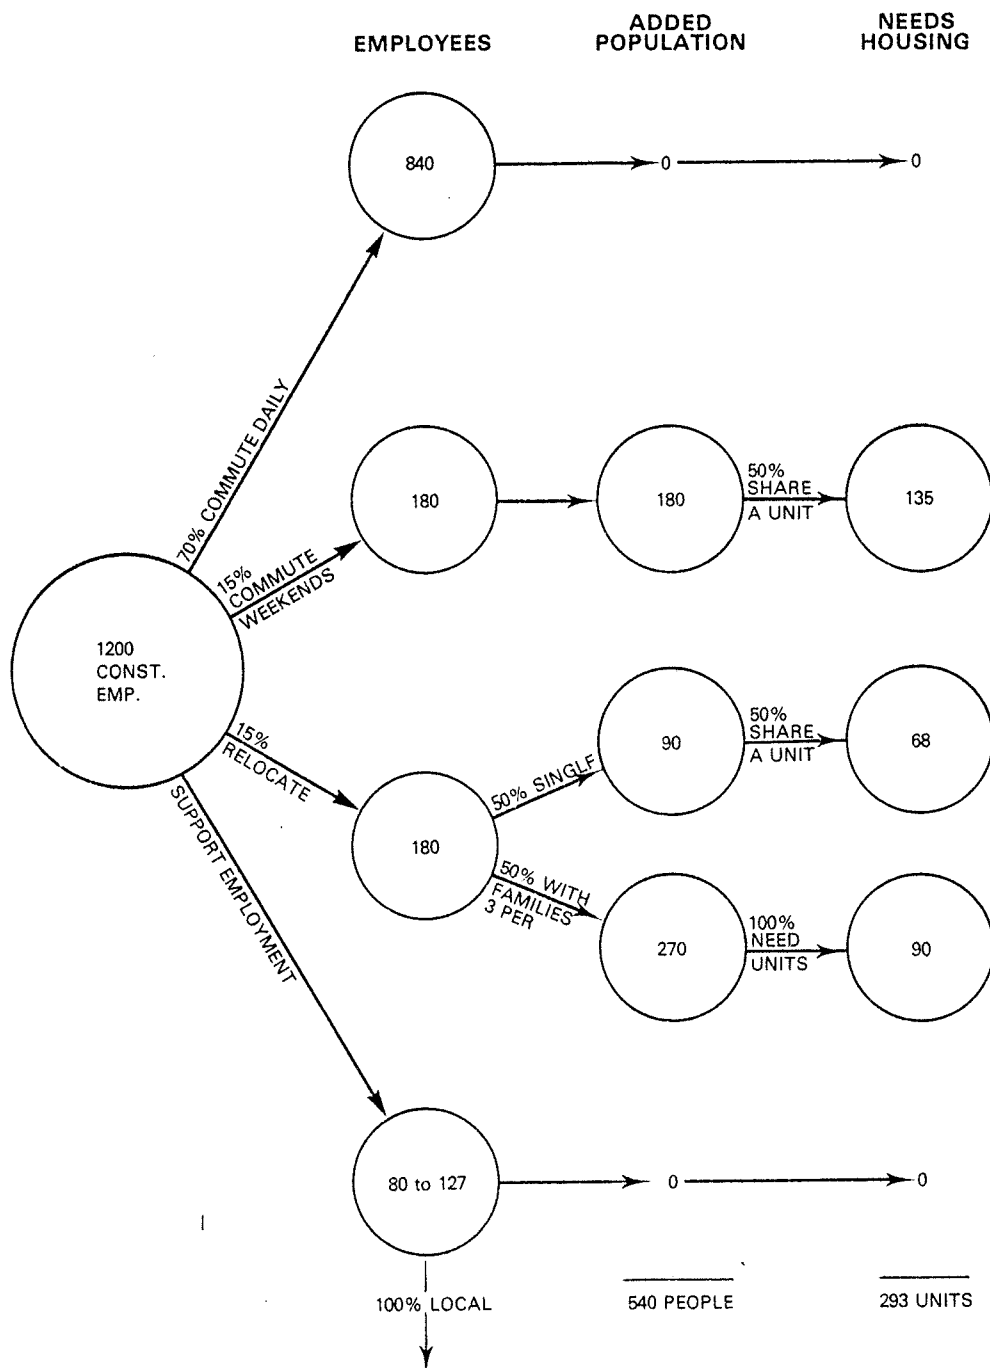 EMPLOYEES
ADDED
POPULATION
NEEDS
HOUSING
840
0
0
70% COMMUTE DAILY
180
180
50%
SHARE
A UNIT
135
15%
COMMUTE
WEEKENDS
1200
CONST.
EMP.
15%
RELOCATE
180
50% SINGLE
90
50%
SHARE
A UNIT
68
50% WITH
FAMILIES
3 PER
270
100%
NEED
UNITS
90
SUPPORT EMPLOYMENT
80 to 127
0
0
100% LOCAL
540 PEOPLE
293 UNITS